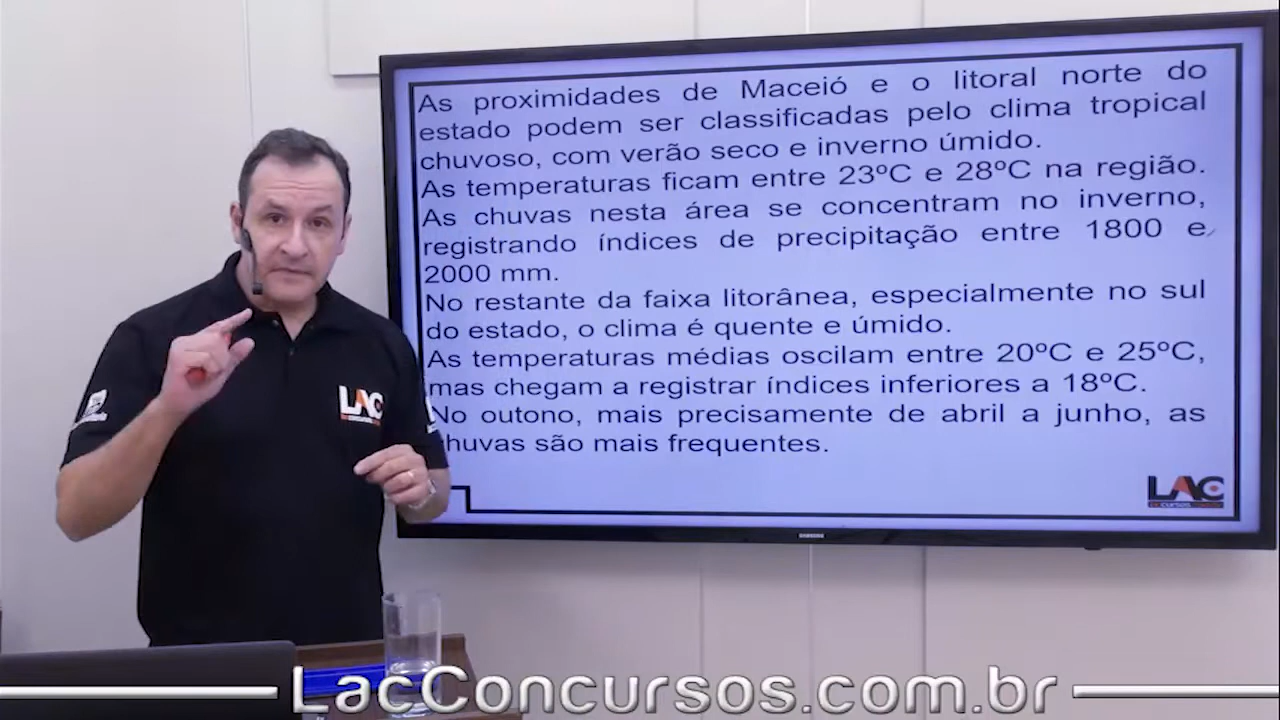 As proximidades de Maceió e o litoral norte do
estado podem ser classificadas pelo clima tropical
chuvoso, com verão seco e inverno úmido.
As temperaturas ficam entre 23ºC e 28ºC na região.
As chuvas nesta área se concentram no inverno,
registrando índices de precipitação entre 1800 e
2000 mm.
No restante da faixa litorânea, especialmente no sul
do estado, o clima é quente e úmido.
As temperaturas médias oscilam entre 20ºC e 25ºC,
mas chegam a registrar índices inferiores a 18ºC.
No outono, mais precisamente de abril a junho, as
chuvas são mais frequentes.
LAC
LAC
SAMSUNG
LacConcursos.com.br